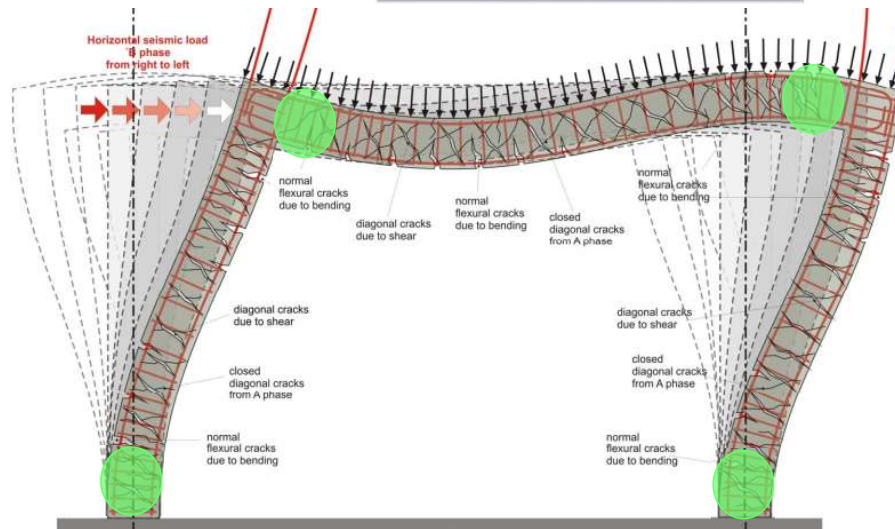 Horizontal seismic load
'B phase
from right to left
normal
flexural cracks
due to bending
diagonal cracks
due to shear
normal
flexural cracks
due to bending
closed
diagonal cracks
from A phase
normal
flexural cracks
due to bending
diagonal cracks
due to shear
closed
diagonal cracks
from A phase
normal
flexural cracks
due to bending
diagonal cracks
due to shear
closed
diagonal cracks
from A phase
normal
flexural cracks
due to bending